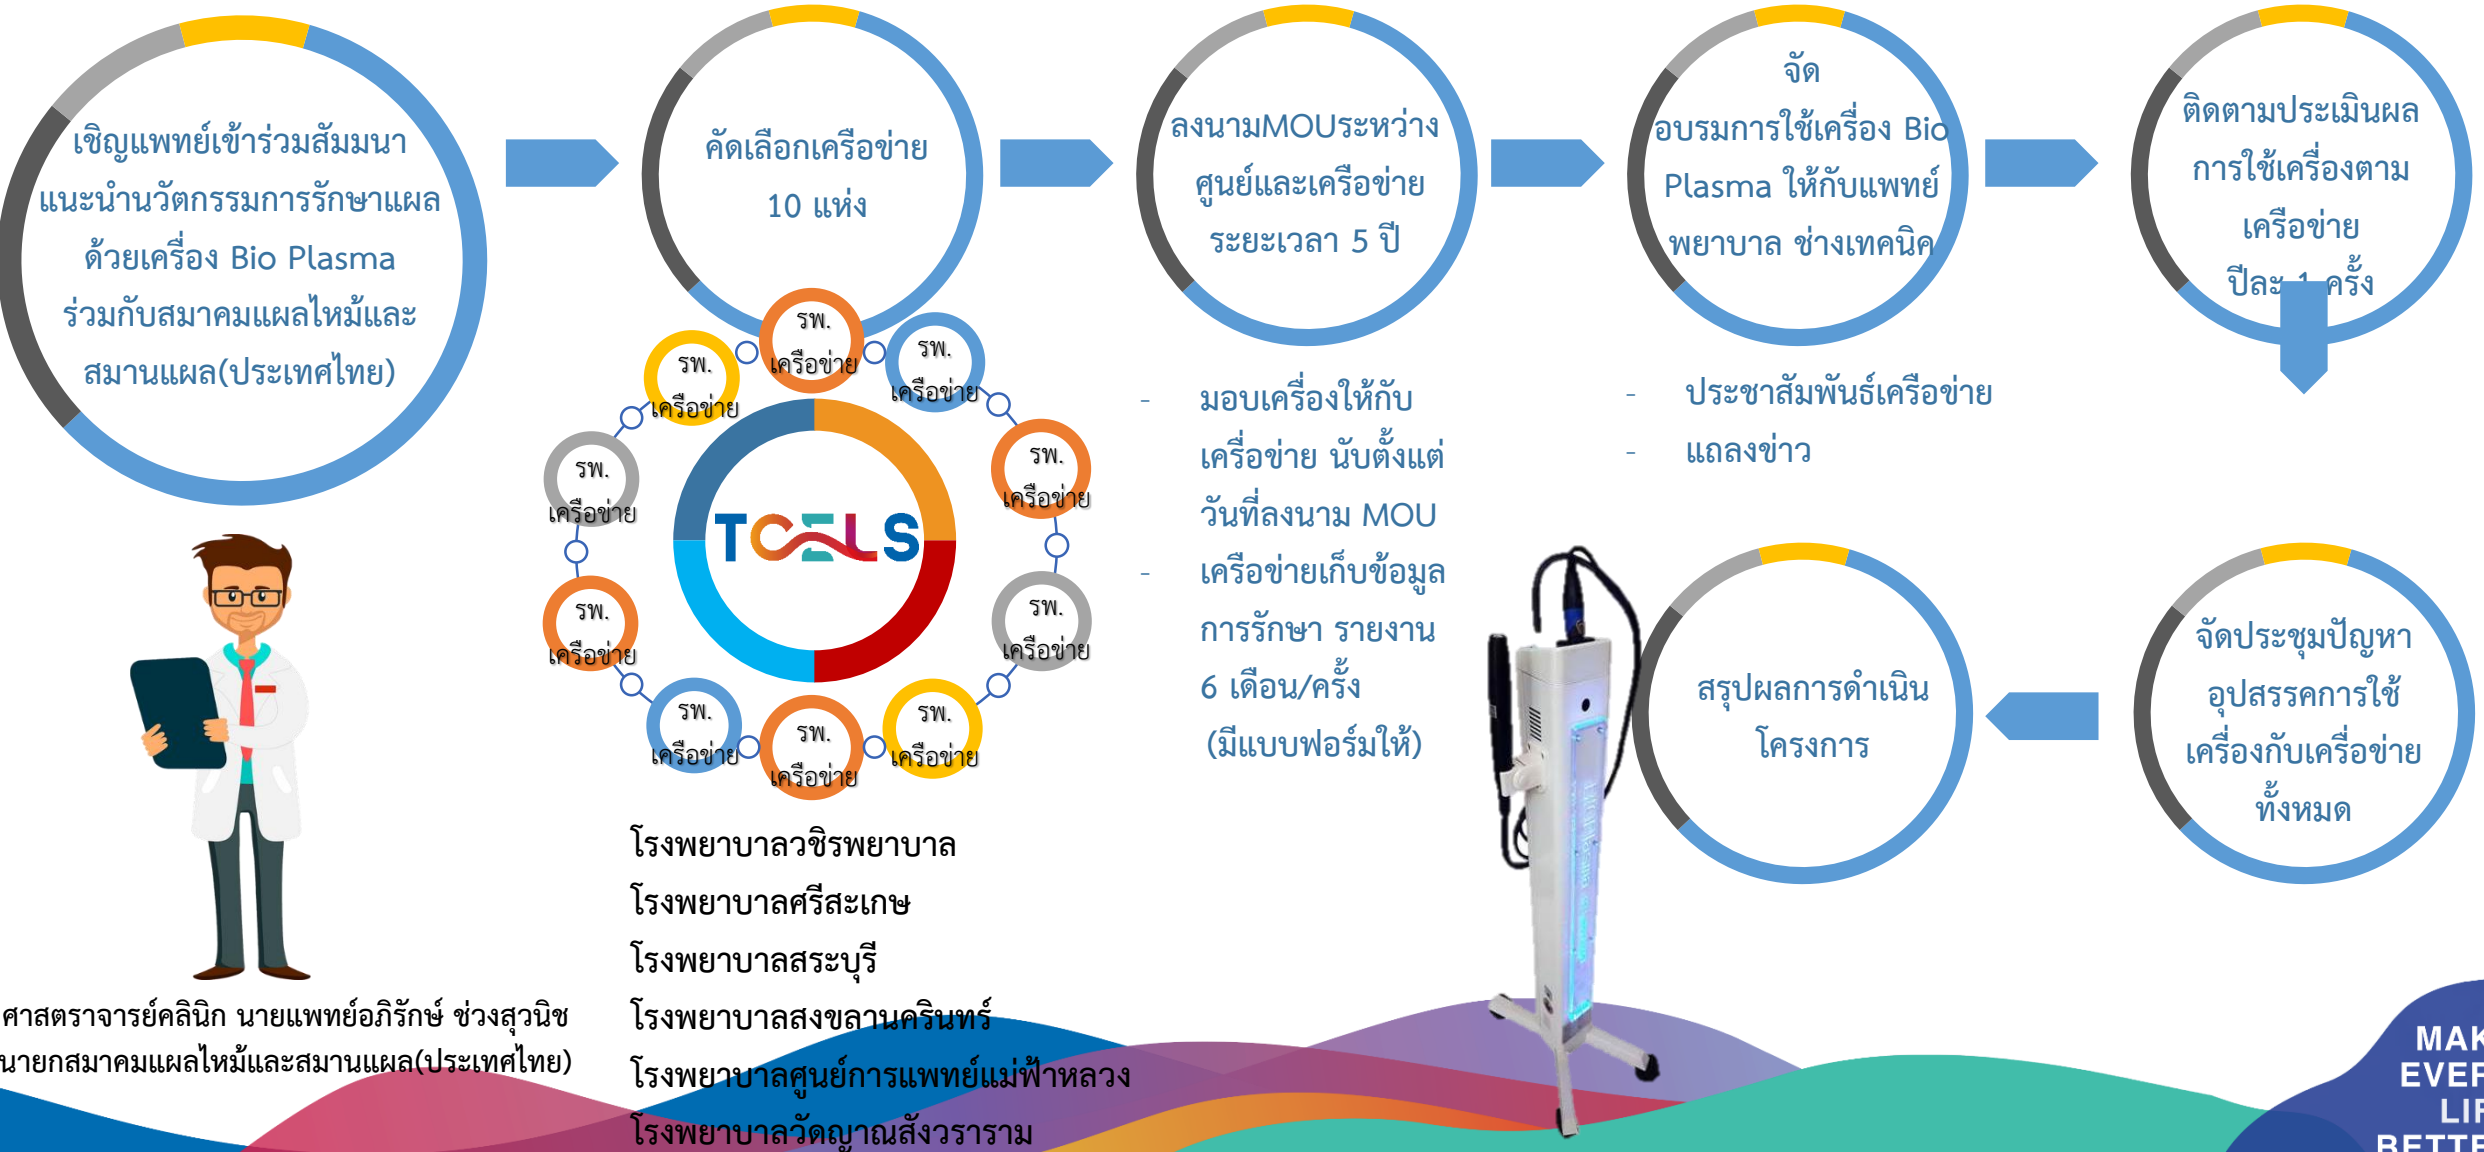 เชิญแพทย์เข้าร่วมสัมมนา
แนะนำนวัตกรรมการรักษาแผล
ด้วยเครื่อง Bio Plasma
ร่วมกับสมาคมแผลไหม้และ
สมานแผล(ประเทศไทย)
คัดเลือกเครือข่าย
10 แห่ง
ลงนามMOUระหว่าง
ศูนย์และเครือข่าย
ระยะเวลา 5 ปี
จัด
อบรมการใช้เครื่อง Bio
Plasma ให้กับแพทย์
พยาบาล ช่างเทคนิค
ติดตามประเมินผล
การใช้เครื่องตาม
เครือข่าย
ปีละ 1 ครั้ง
รพ.
เครือข่าย
รพ.
เครือข่าย
รพ.
เครือข่าย
รพ.
เครือข่าย
รพ.
เครือข่าย
รพ.
เครือข่าย
รพ.
เครือข่าย
รพ.
เครือข่าย
รพ.
เครือข่าย
รพ.
เครือข่าย
TCELS
- มอบเครื่องให้กับ
เครื่อข่าย นับตั้งแต่
วันที่ลงนาม MOU
- เครือข่ายเก็บข้อมูล
การรักษา รายงาน
6 เดือน/ครั้ง
(มีแบบฟอร์มให้)
- ประชาสัมพันธ์เครือข่าย
- แถลงข่าว
จัดประชุมปัญหา
อุปสรรคการใช้
เครื่องกับเครื่อข่าย
ทั้งหมด
สรุปผลการดำเนิน
โครงการ
ศาสตราจารย์คลินิก นายแพทย์อภิรักษ์ ช่วงสุวนิช
นายกสมาคมแผลไหม้และสมานแผล(ประเทศไทย)
โรงพยาบาลวชิรพยาบาล
โรงพยาบาลศรีสะเกษ
โรงพยาบาลสระบุรี
โรงพยาบาลสงขลานครินทร์
โรงพยาบาลศูนย์การแพทย์แม่ฟ้าหลวง
โรงพยาบาลวัดญาณสังวราราม
MAK
EVER
LIF
BETTE